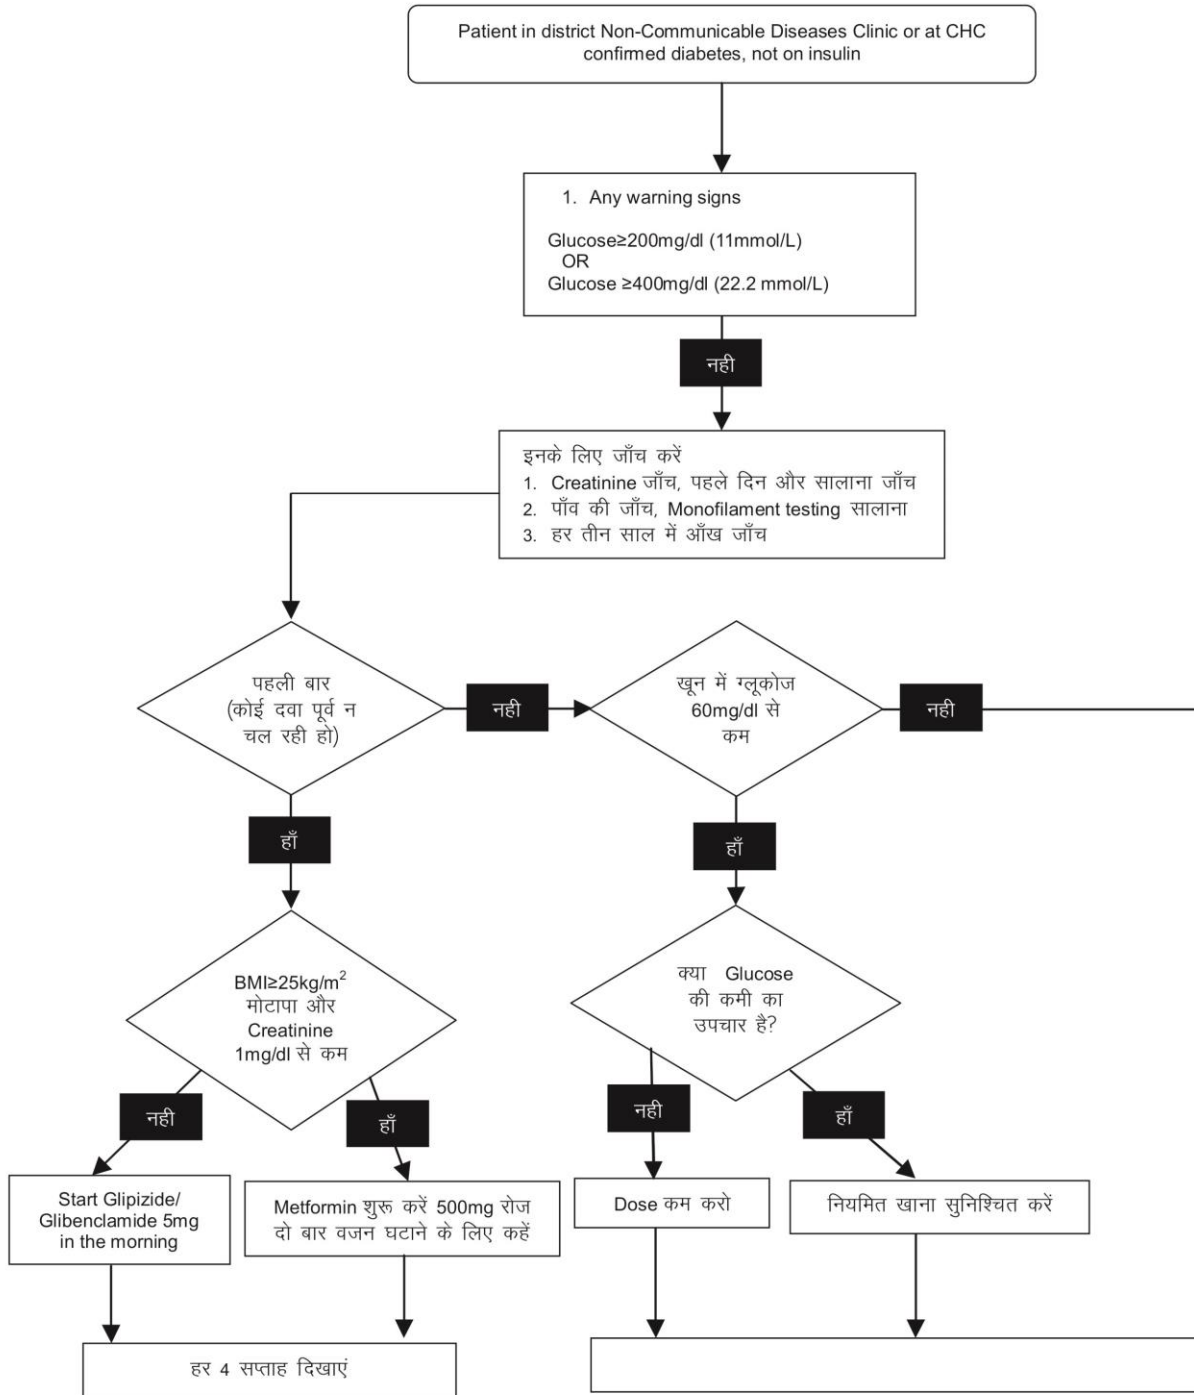 Patient in district Non-Communicable Diseases Clinic or at CHC
confirmed diabetes, not on insulin
1. Any warning signs
Glucose≥200mg/dl (11mmol/L)
OR
Glucose ≥400mg/dl (22.2 mmol/L)
नही
इनके लिए जाँच करें
1. Creatinine जाँच, पहले दिन और सालाना जाँच
2. पाँव की जाँच, Monofilament testing सालाना
3. हर तीन साल में आँख जाँच
पहली बार
(कोई दवा पूर्व न
चल रही हो)
नही
खून में ग्लूकोज
60mg/dl से
कम
नही
हाँ
हाँ
BMI≥25kg/m²
मोटापा और
Creatinine
1mg/dl से कम
क्या Glucose
की कमी का
उपचार है?
नही
हाँ
नही
हाँ
Start Glipizide/
Glibenclamide 5mg
in the morning
Metformin शुरू करें 500mg रोज
दो बार वजन घटाने के लिए कहें
Dose कम करो
नियमित खाना सुनिश्चित करें
हर 4 सप्ताह दिखाएं